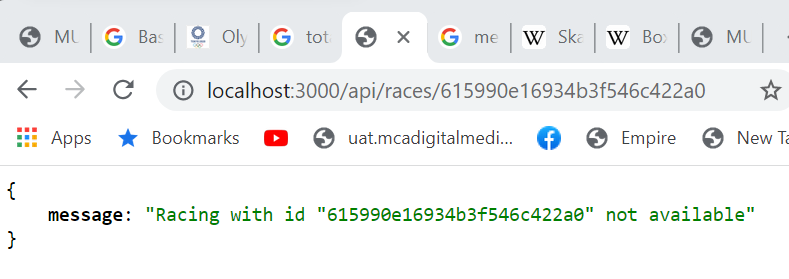 MU
Bas
Oly
tota
me
Ska
Box
MU
localhost:3000/api/races/615990e16934b3f546c422a0
Apps
Bookmarks
uat.mcadigitalmedi...
Empire
New Ta
{
message: "Racing with id "615990e16934b3f546c422a0" not available"
}